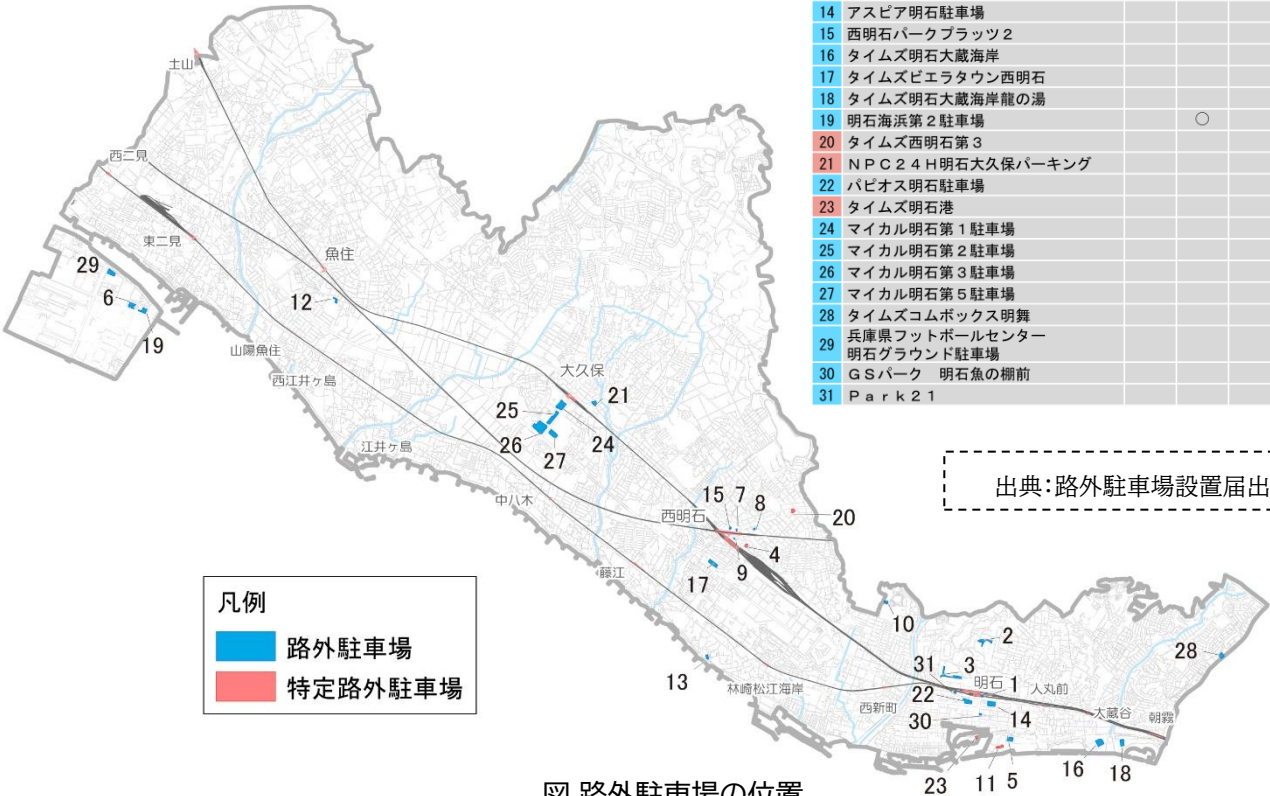 14 アスピア明石駐車場
15 西明石パークプラッツ2
16 タイムズ明石大蔵海岸
17 タイムズビエラタウン西明石
18 タイムズ明石大蔵海岸龍の湯
19 明石海浜第2駐車場 ○
20 タイムズ西明石第3
21 NPC24H明石大久保パーキング
22 パピオス明石駐車場
23 タイムズ明石港
24 マイカル明石第1駐車場
25 マイカル明石第2駐車場
26 マイカル明石第3駐車場
27 マイカル明石第5駐車場
28 タイムズコムボックス明舞
29 兵庫県フットボールセンター
明石グラウンド駐車場
30 GSパーク 明石魚の棚前
31 Park21
出典:路外駐車場設置届出
土山
西二見
東二見
魚住
29
6
19
12
山陽魚住
西江井ヶ島
江井ヶ島
大久保
21
25
24
26
27
中八木
西明石
15
7
8
20
4
9
17
藤江
13
林崎松江海岸
10
2
28
31
3
明石
1
人丸前
22
14
西新町
30
大蔵谷
朝霧
23
11
5
16
18
凡例
路外駐車場
特定路外駐車場
図 路外駐車場の位置